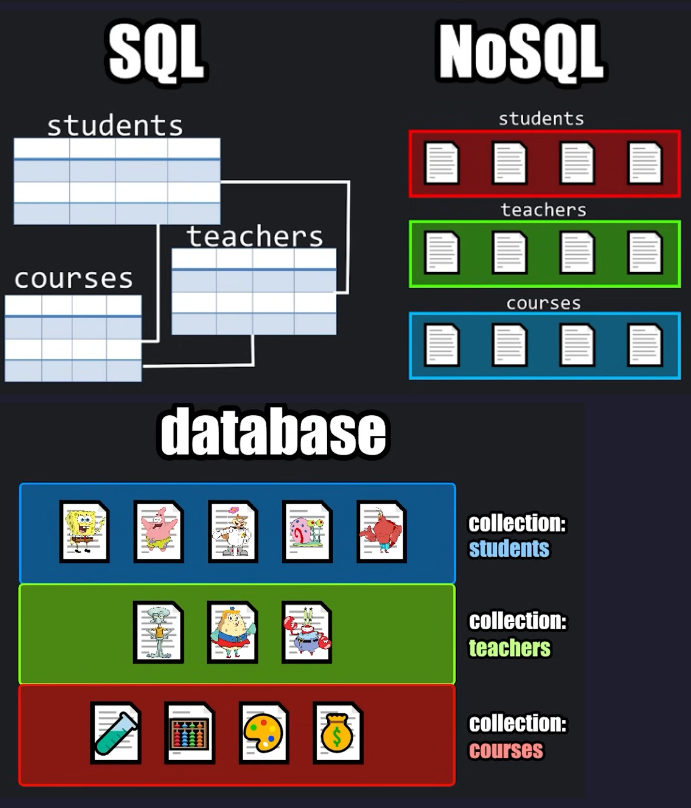 SQL
NoSQL
students
teachers
courses
students
teachers
courses
database
collection:
students
collection:
teachers
collection:
courses
$